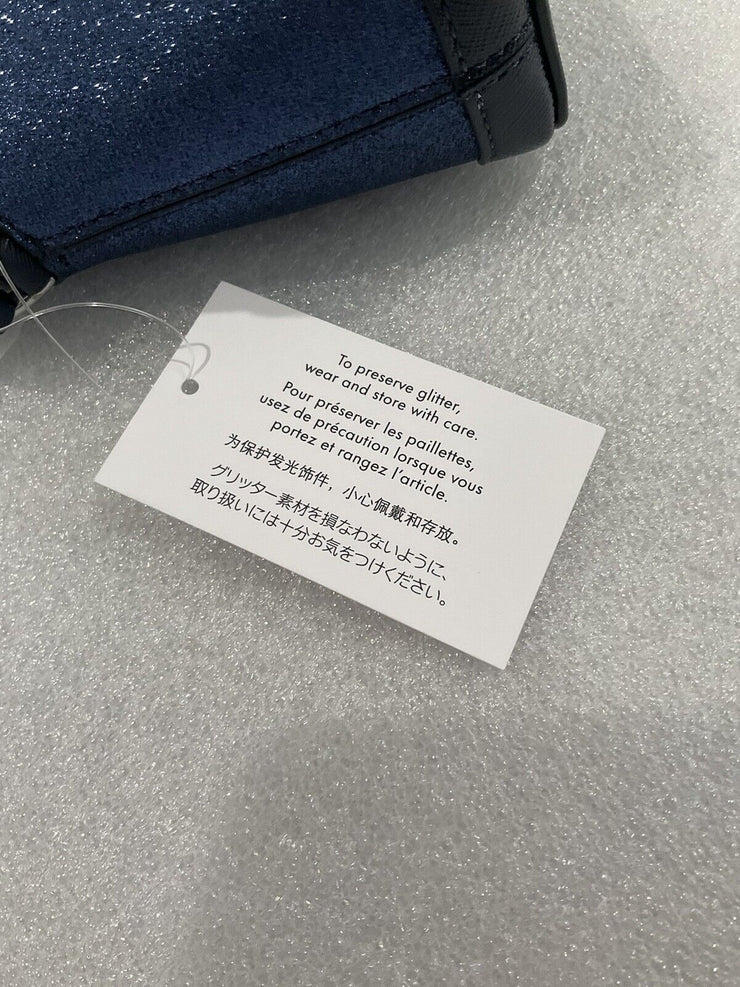 To preserve glitter,
wear and store with care.
Pour préserver les paillettes,
usez de précaution lorsque vous
portez et rangez l'article.
为保护发光饰件，小心佩戴和存放。
グリッター素材を損なわないように、
取り扱いには十分お気をつけください。